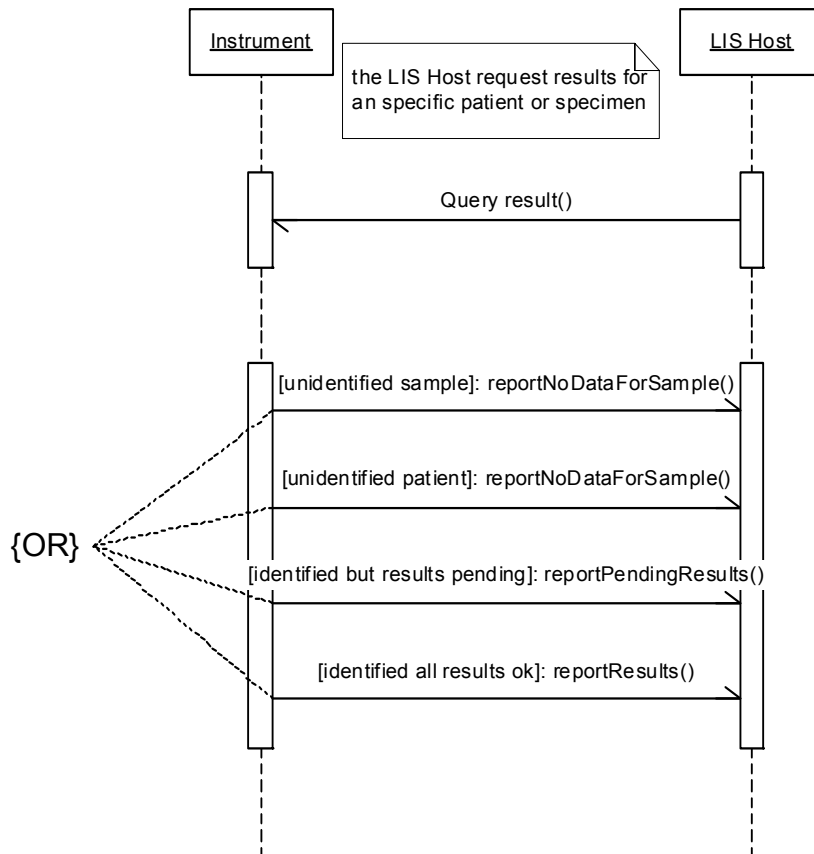 Instrument
LIS Host
the LIS Host request results for
an specific patient or specimen
Query result()
[unidentified sample]: reportNoDataForSample()
[unidentified patient]: reportNoDataForSample()
{OR}
[identified but results pending]: reportPendingResults()
[identified all results ok]: reportResults()